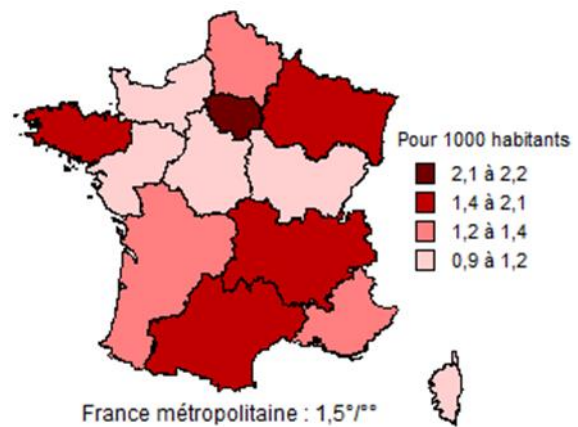 Pour 1000 habitants
2,1 à 2,2
1,4 à 2,1
1,2 à 1,4
0,9 à 1,2
France métropolitaine : 1,5°/°°